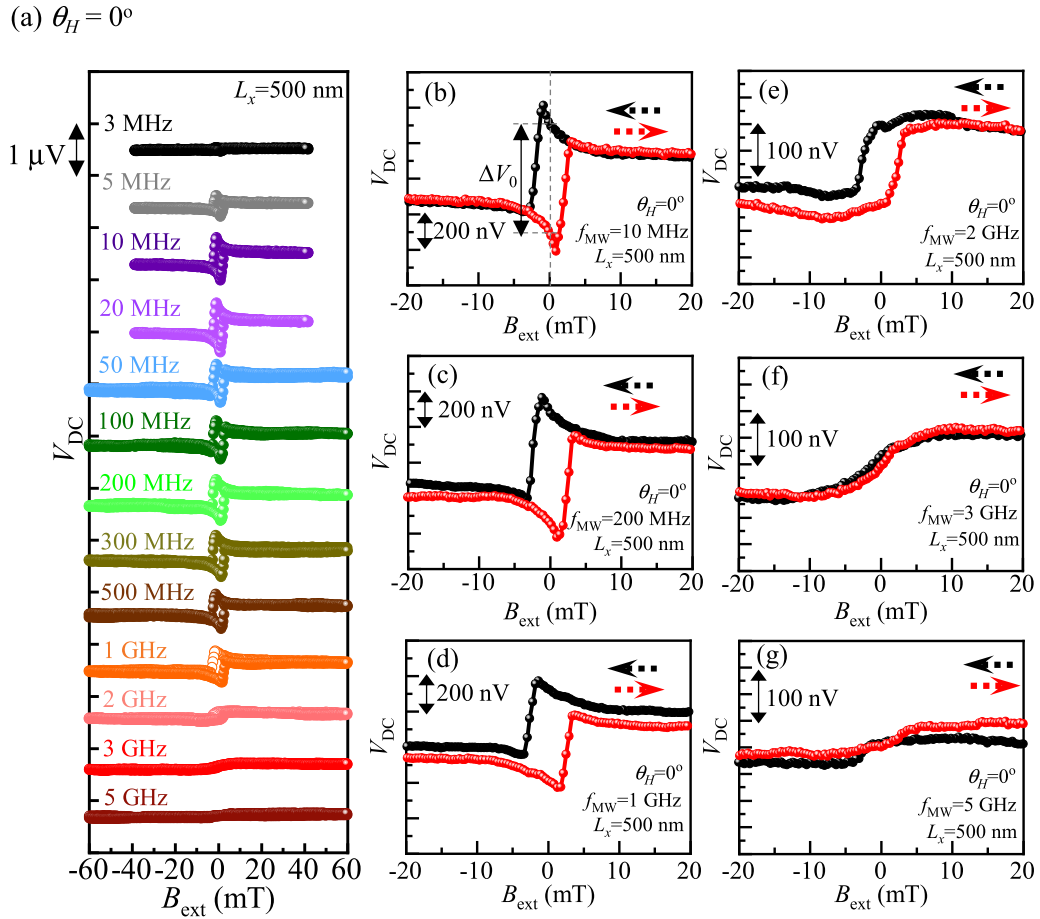 (a) θH = 0°
Lx=500 nm
1 μV
3 MHz
5 MHz
10 MHz
20 MHz
50 MHz
100 MHz
200 MHz
300 MHz
500 MHz
1 GHz
2 GHz
3 GHz
5 GHz
VDC
-60 -40 -20 0 20 40 60
Bext (mT)
(b)
VDC
ΔV0
200 nV
θH=0°
fMW=10 MHz
Lx=500 nm
-20 -10 0 10 20
Bext (mT)
(c)
200 nV
VDC
θH=0°
fMW=200 MHz
Lx=500 nm
-20 -10 0 10 20
Bext (mT)
(d)
200 nV
VDC
θH=0°
fMW=1 GHz
Lx=500 nm
-20 -10 0 10 20
Bext (mT)
(e)
100 nV
VDC
θH=0°
fMW=2 GHz
Lx=500 nm
-20 -10 0 10 20
Bext (mT)
(f)
100 nV
VDC
θH=0°
fMW=3 GHz
Lx=500 nm
-20 -10 0 10 20
Bext (mT)
(g)
100 nV
VDC
θH=0°
fMW=5 GHz
Lx=500 nm
-20 -10 0 10 20
Bext (mT)